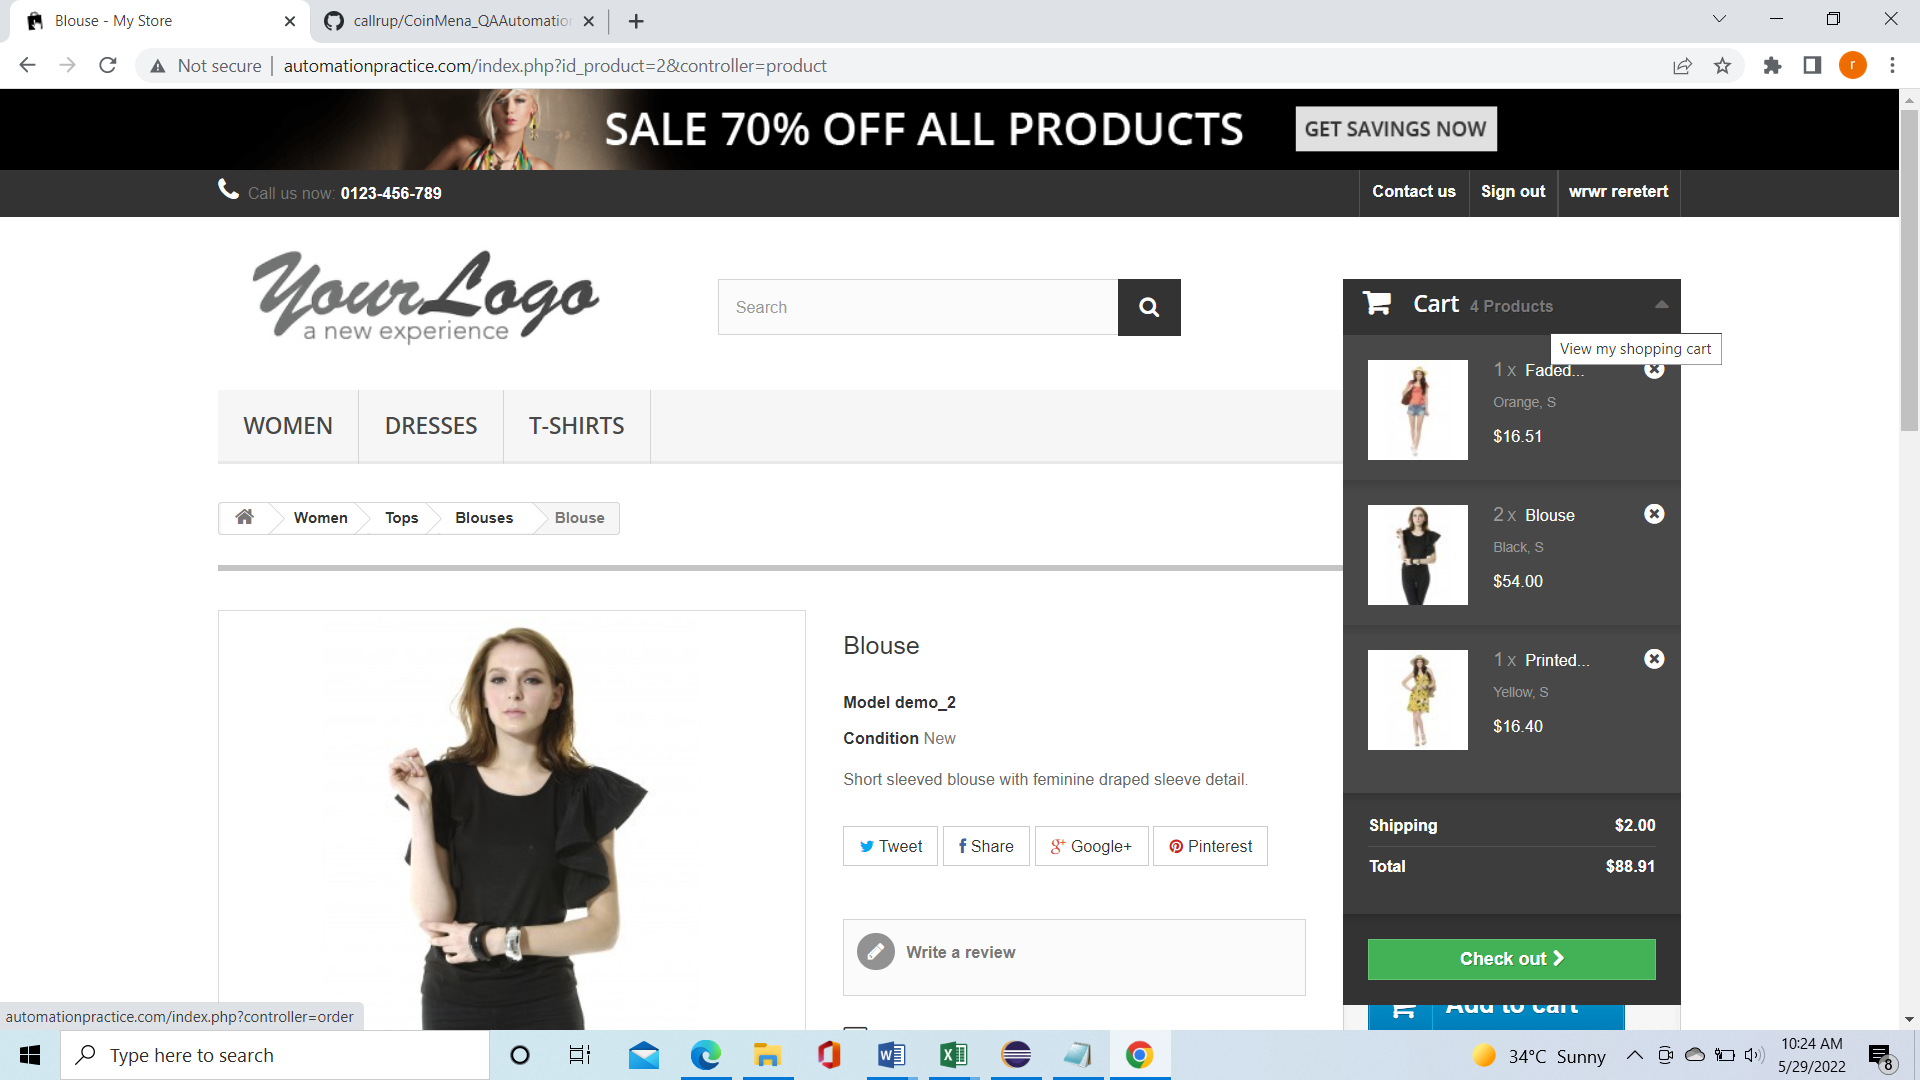 Blouse - My Store
callrup/CoinMena_QAAutomation
Not secure | automationpractice.com/index.php?id_product=2&controller=product
r
SALE 70% OFF ALL PRODUCTS
GET SAVINGS NOW
Call us now: 0123-456-789
Contact us
Sign out
wrwr reretert
YourLogo
a new experience
Search
Cart 4 Products
View my shopping cart
1 x Faded...
Orange, S
$16.51
2 x Blouse
Black, S
$54.00
1 x Printed...
Yellow, S
$16.40
Shipping $2.00
Total $88.91
Check out
WOMEN
DRESSES
T-SHIRTS
Women
Tops
Blouses
Blouse
Blouse
Model demo_2
Condition New
Short sleeved blouse with feminine draped sleeve detail.
Tweet
Share
Google+
Pinterest
Write a review
Add to cart
automationpractice.com/index.php?controller=order
Type here to search
34°C Sunny
10:24 AM
5/29/2022
8